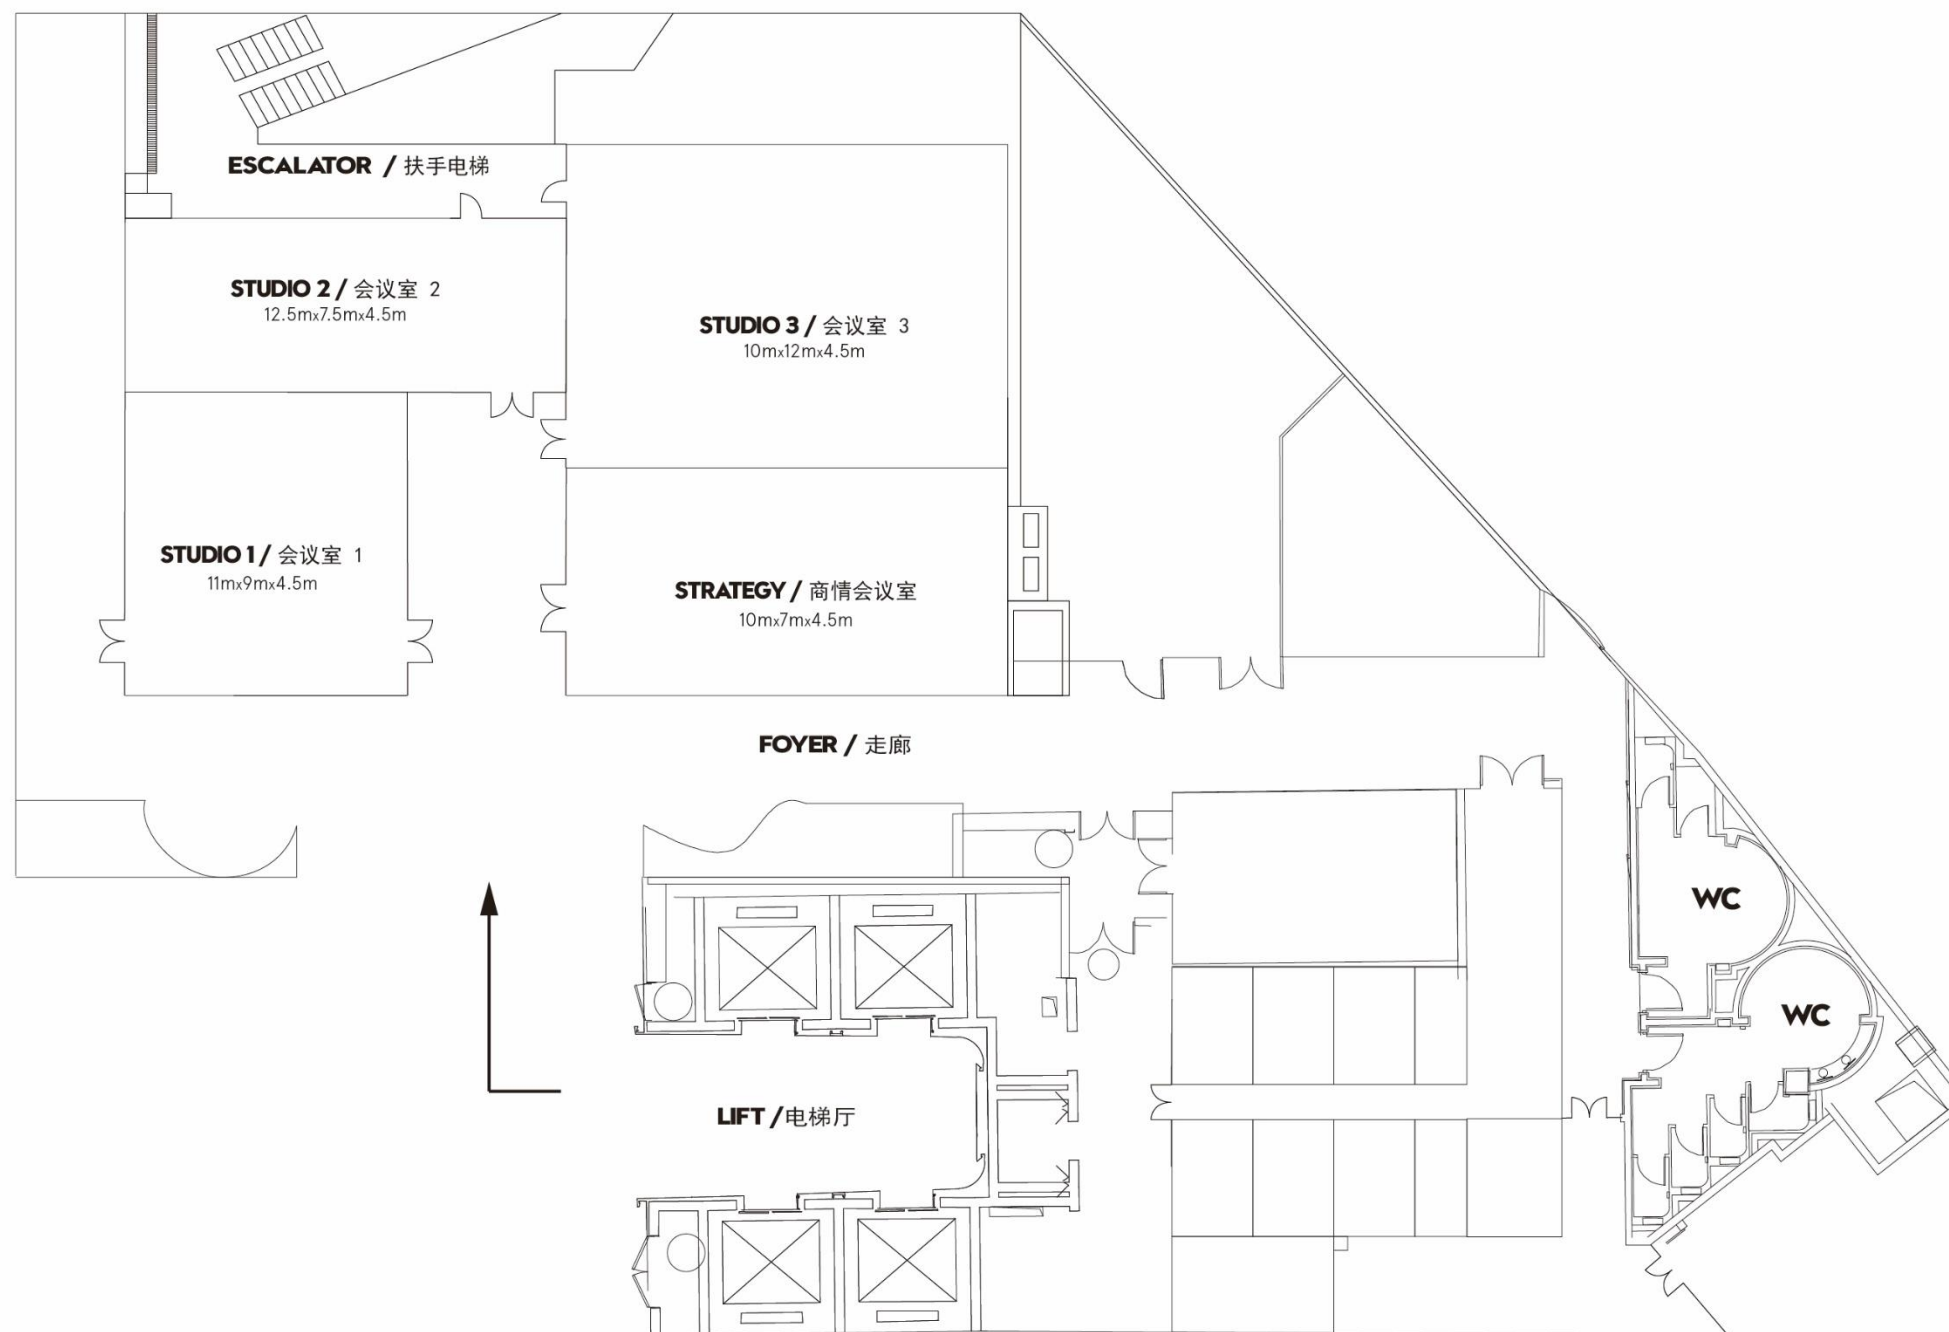 ESCALATOR / 扶手电梯
STUDIO 2 / 会议室 2
12.5mx7.5mx4.5m
STUDIO 3 / 会议室 3
10mx12mx4.5m
STUDIO 1 / 会议室 1
11mx9mx4.5m
STRATEGY / 商情会议室
10mx7mx4.5m
FOYER / 走廊
WC
WC
LIFT / 电梯厅